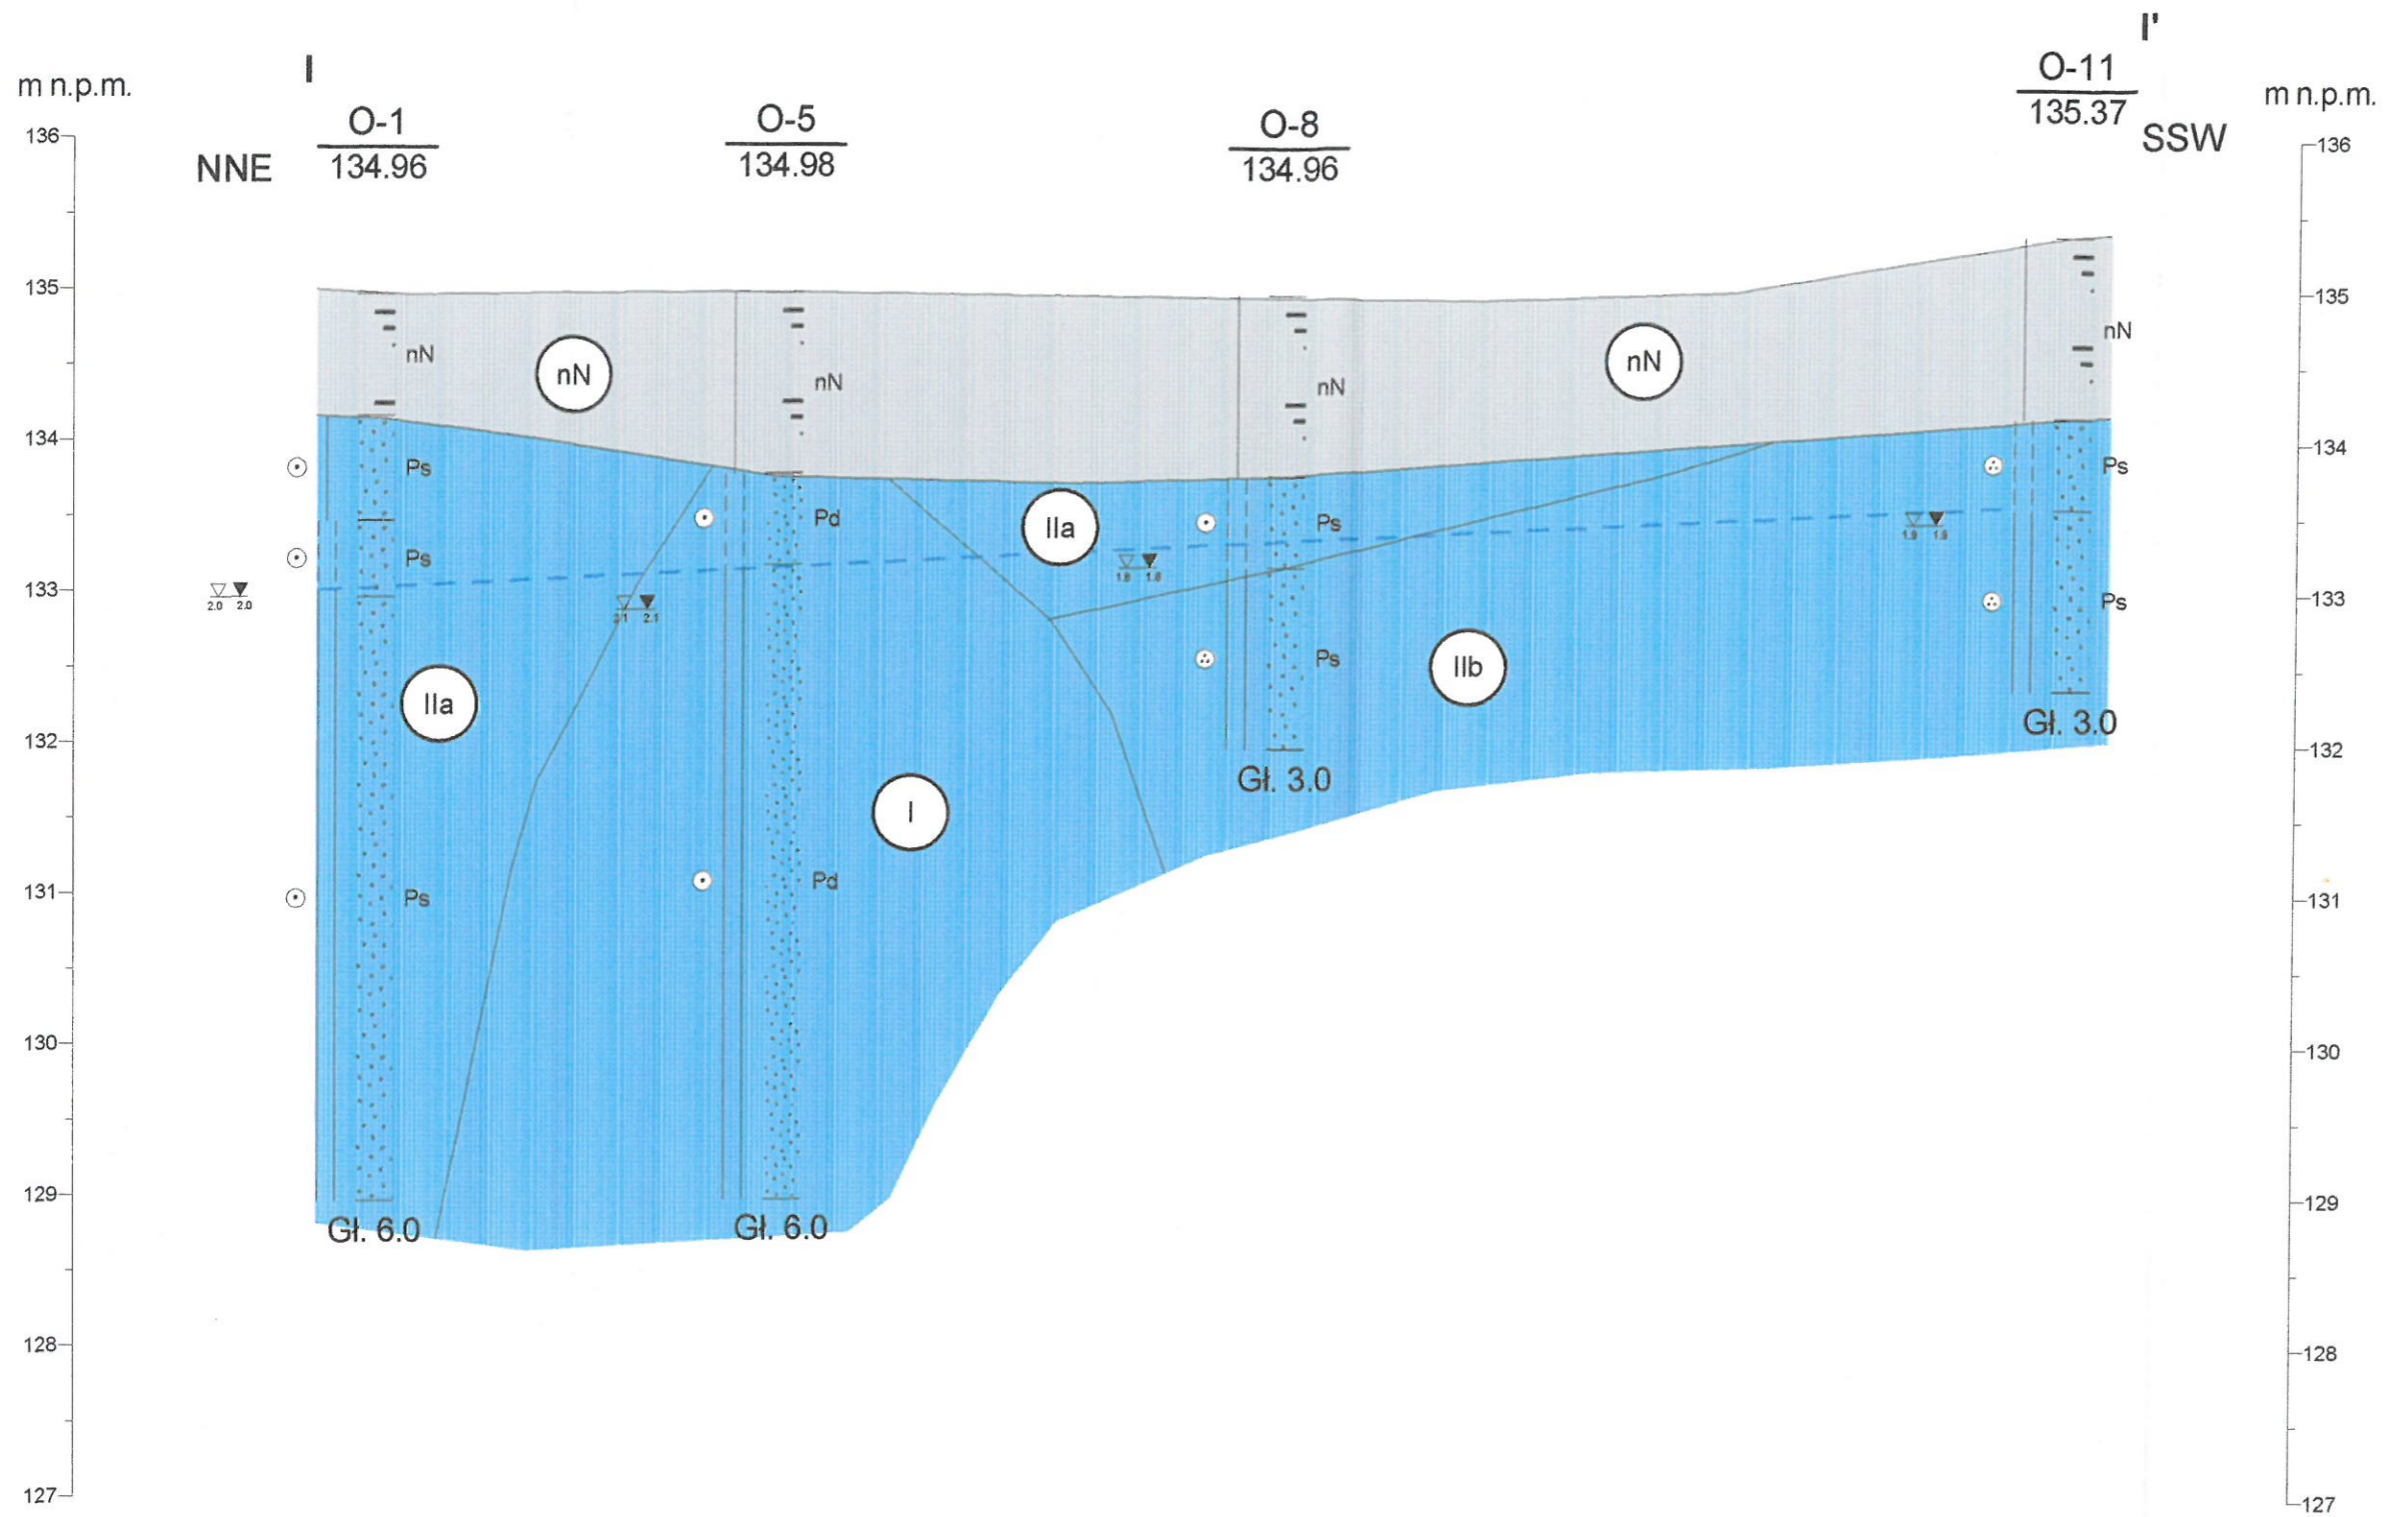 I
I'
m n.p.m.
O-1
134.96
O-5
134.98
O-8
134.96
O-11
135.37
m n.p.m.
NNE
SSW
136
135
134
133
132
131
130
129
128
127
136
135
134
133
132
131
130
129
128
127
nN
nN
nN
nN
nN
nN
Ps
Ps
Ps
2.0 2.0
IIa
Gł. 6.0
Pd
Pd
2.1
I
Gł. 6.0
IIa
1.8 1.8
Ps
Ps
IIb
Gł. 3.0
1.9 1.9
Ps
Ps
Gł. 3.0